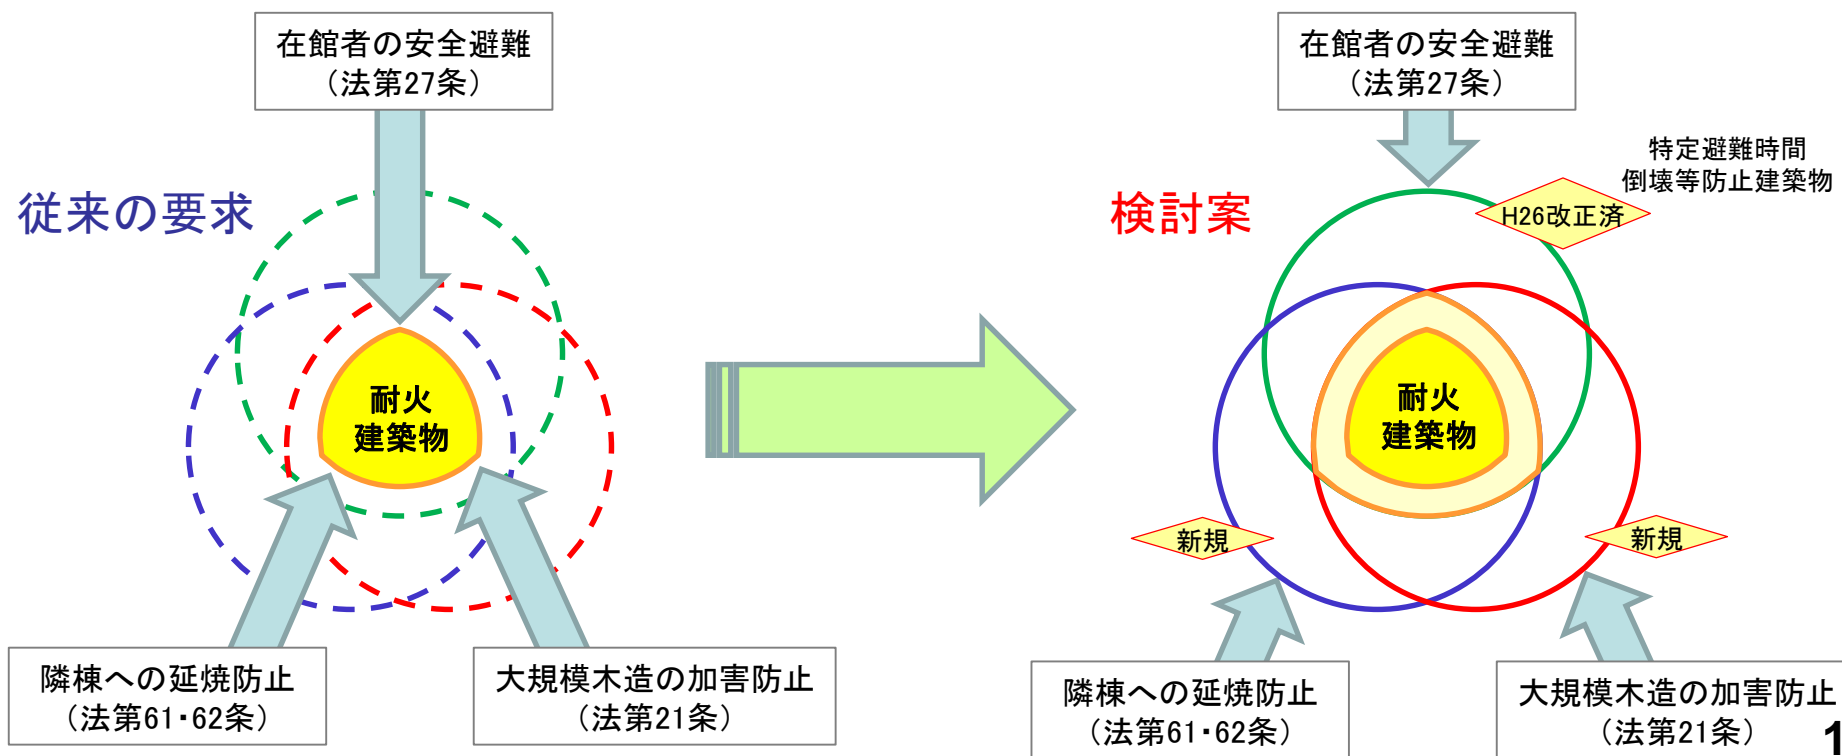 在館者の安全避難
（法第27条）
従来の要求
耐火
建築物
隣棟への延焼防止
（法第61・62条）
大規模木造の加害防止
（法第21条）
在館者の安全避難
（法第27条）
特定避難時間
倒壊等防止建築物
H26改正済
検討案
耐火
建築物
新規
新規
隣棟への延焼防止
（法第61・62条）
大規模木造の加害防止
（法第21条）
1